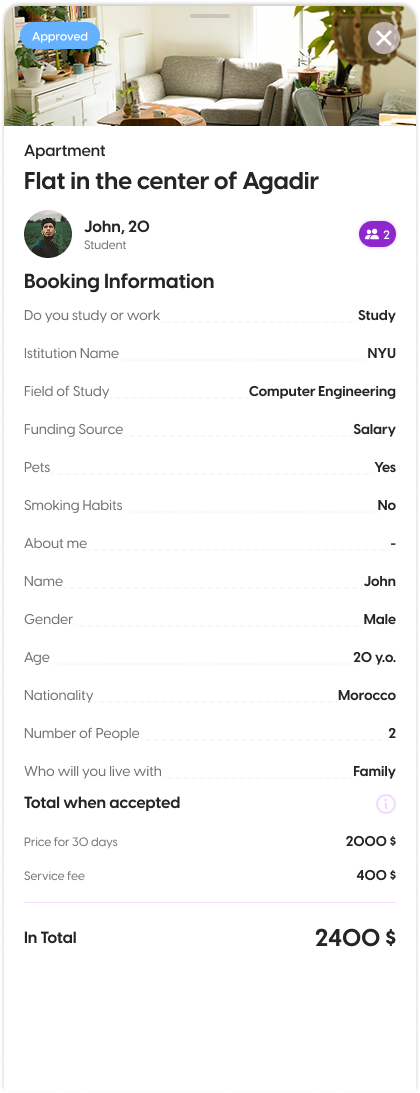 Approved
Apartment
Flat in the center of Agadir
John, 20
Student
2
Booking Information
Do you study or work Study
Istitution Name NYU
Field of Study Computer Engineering
Funding Source Salary
Pets Yes
Smoking Habits No
About me -
Name John
Gender Male
Age 20 y.o.
Nationality Morocco
Number of People 2
Who will you live with Family
Total when accepted
Price for 30 days 2000 $
Service fee 400 $
In Total 2400 $